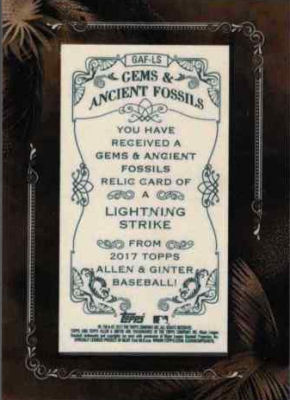 GAF-LS
GEMS &
ANCIENT FOSSILS
YOU HAVE
RECEIVED A
GEMS & ANCIENT
FOSSILS
RELIC CARD OF
A
LIGHTNING
STRIKE
FROM
2017 TOPPS
ALLEN & GINTER
BASEBALL!
Topps